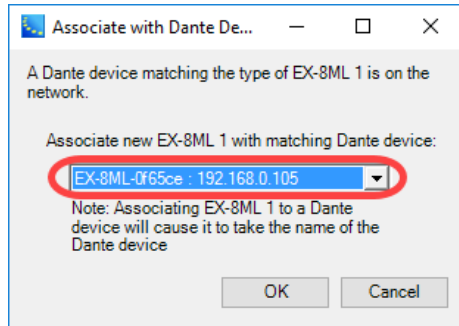 Associate with Dante De...
A Dante device matching the type of EX-8ML 1 is on the
network.
Associate new EX-8ML 1 with matching Dante device:
EX-8ML-0f65ce : 192.168.0.105
Note: Associating EX-8ML 1 to a Dante
device will cause it to take the name of the
Dante device
OK Cancel